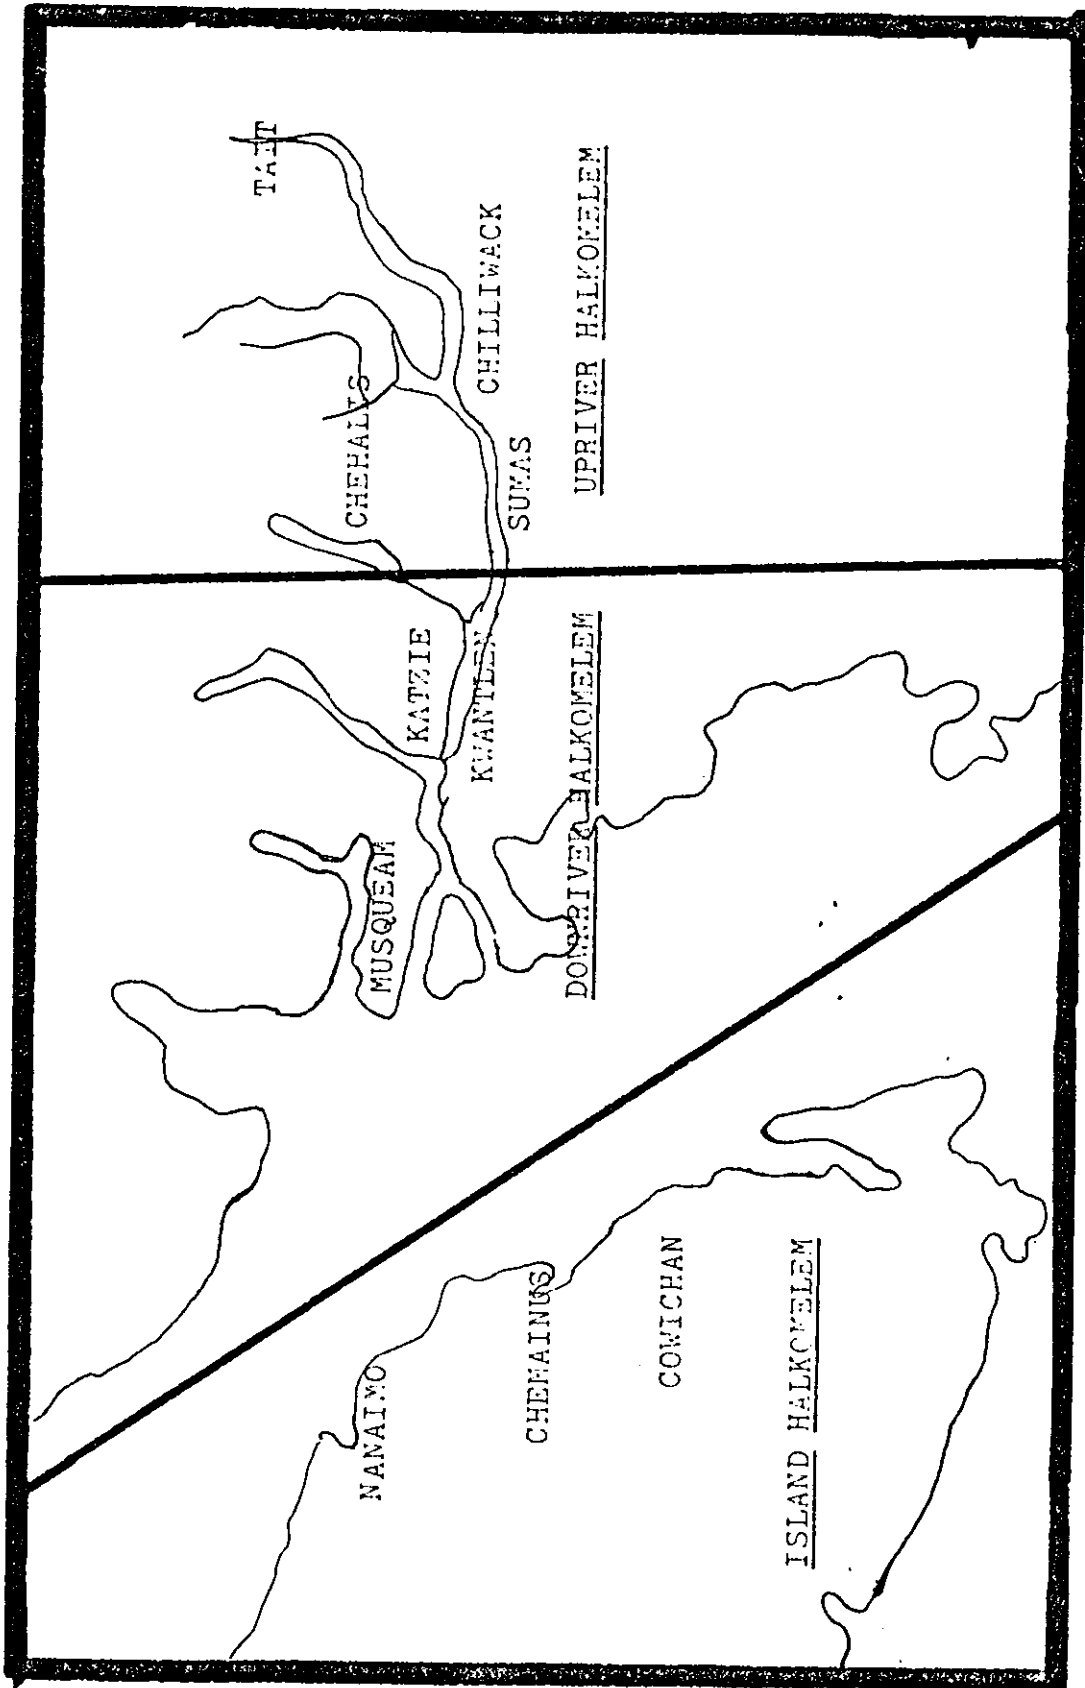 TAIT
CHEHALIS
NANAIMO
MUSQUEAM
KATZIE
KWANTLEN
CHILLIWACK
SUMAS
CHEMAINUS
DOWNRIVER HALKOMELEM
UPRIVER HALKOMELEM
COWICHAN
ISLAND HALKOMELEM